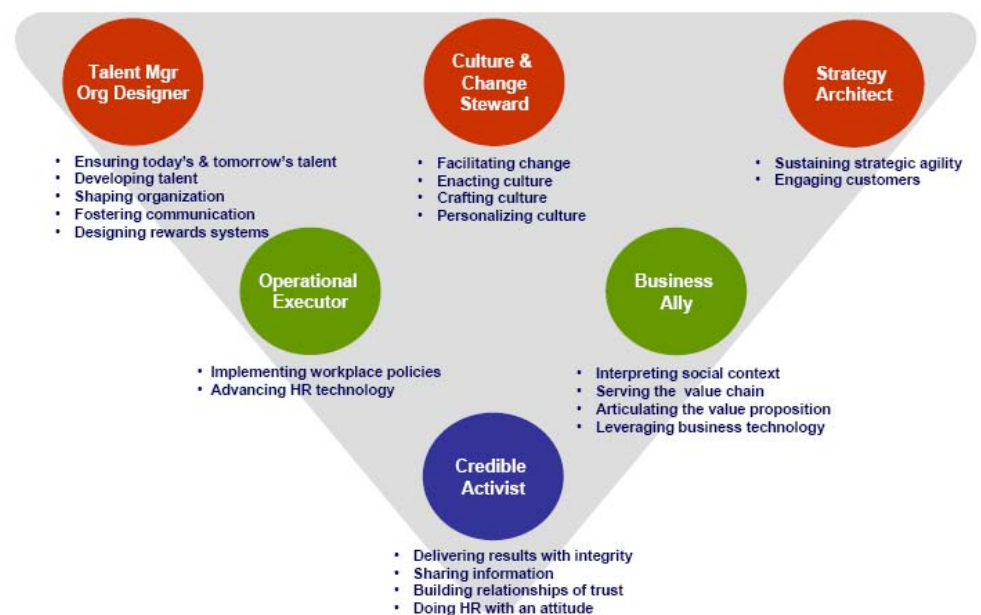 Talent Mgr
Org Designer
• Ensuring today's & tomorrow's talent
• Developing talent
• Shaping organization
• Fostering communication
• Designing rewards systems
Culture &
Change
Steward
• Facilitating change
• Enacting culture
• Crafting culture
• Personalizing culture
Strategy
Architect
• Sustaining strategic agility
• Engaging customers
Operational
Executor
• Implementing workplace policies
• Advancing HR technology
Business
Ally
• Interpreting social context
• Serving the value chain
• Articulating the value proposition
• Leveraging business technology
Credible
Activist
• Delivering results with integrity
• Sharing information
• Building relationships of trust
• Doing HR with an attitude